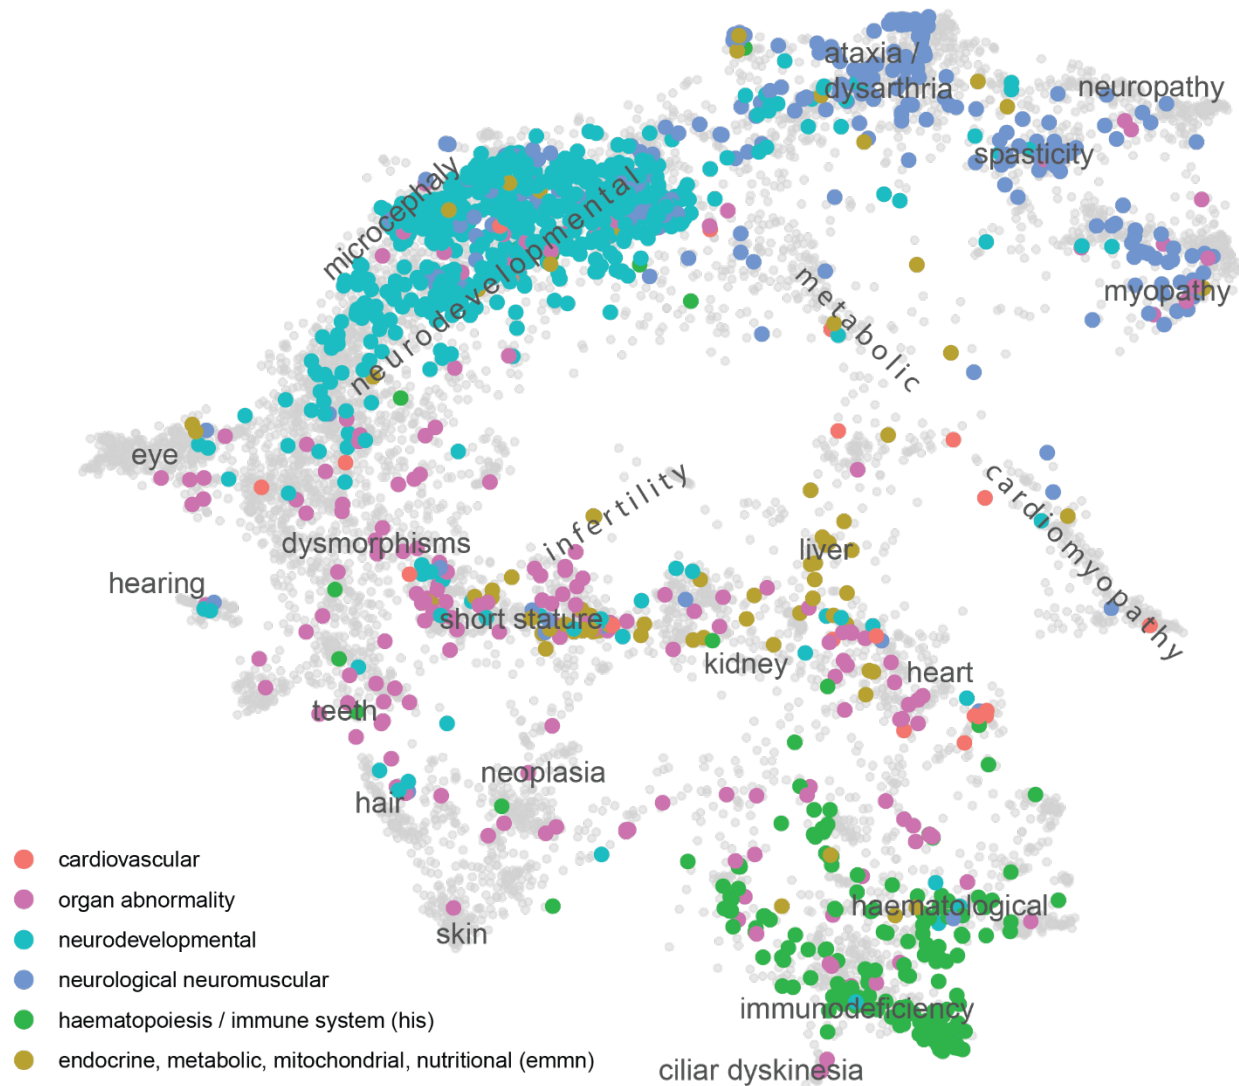 ataxia /
dysarthria
neuropathy
spasticity
microcephaly
neurodevelopmental
metabolic
myopathy
eye
infertility
cardiomyopathy
dysmorphisms
liver
hearing
short stature
kidney
heart
teeth
neoplasia
hair
haematological
skin
immunodeficiency
ciliar dyskinesia
cardiovascular
organ abnormality
neurodevelopmental
neurological neuromuscular
haematopoiesis / immune system (his)
endocrine, metabolic, mitochondrial, nutritional (emmn)